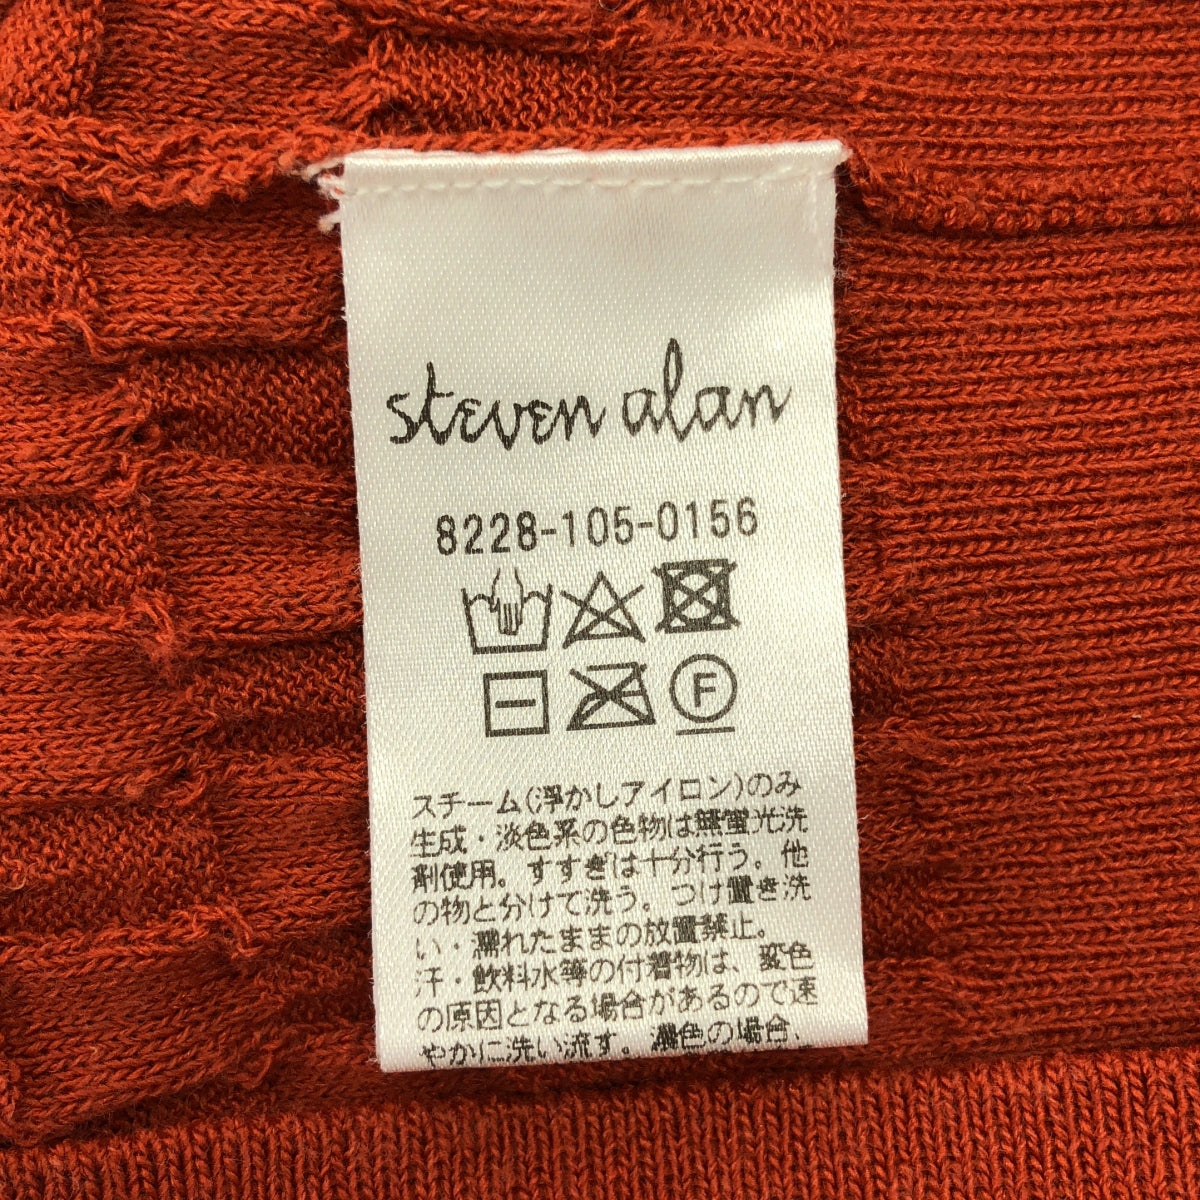 steven alan
8228-105-0156
F
スチーム(浮かしアイロン)のみ
生成・淡色系の色物は無蛍光洗
剤使用。すすぎは十分行う。他
の物と分けて洗う。つけ置き洗
い・濡れたままの放置禁止。
汗・飲料水等の付着物は、変色
の原因となる場合があるので速
やかに洗い流す。濃色の場合、